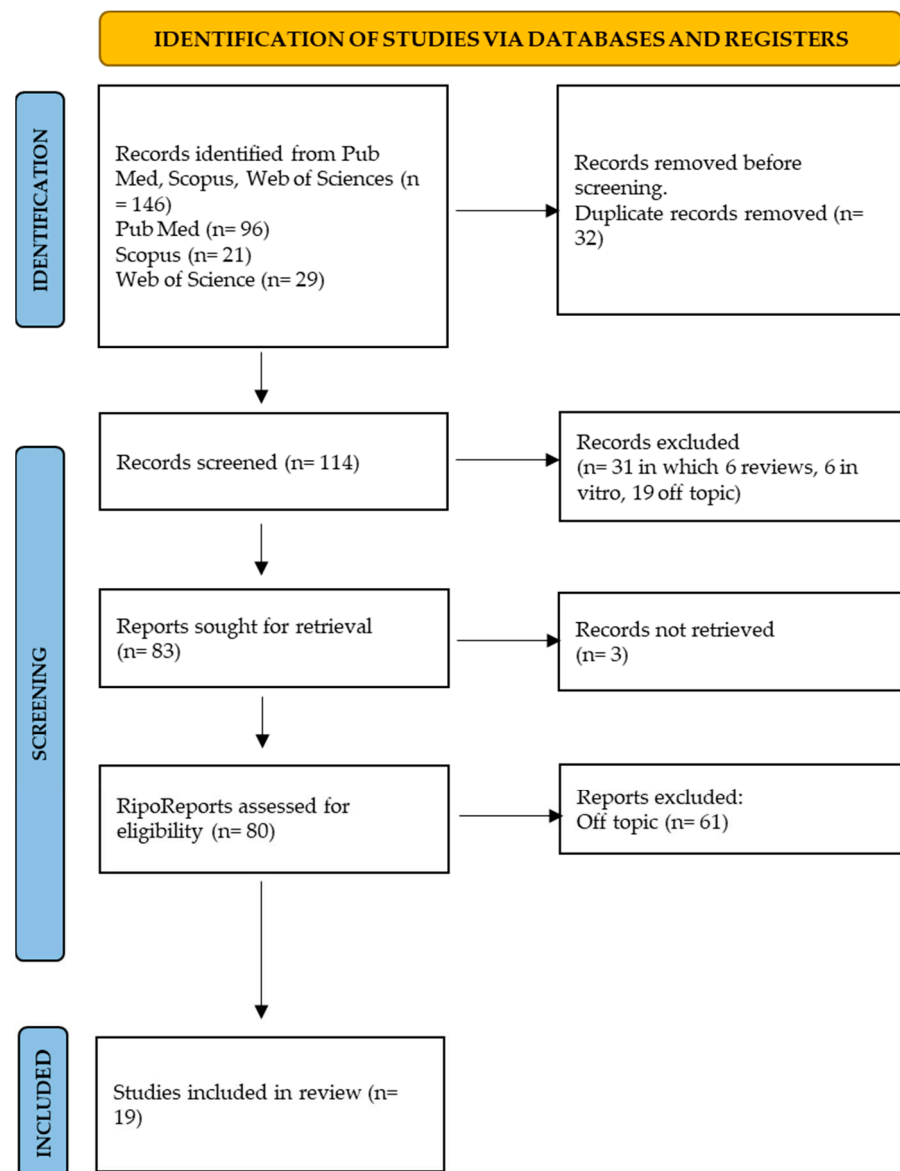 IDENTIFICATION OF STUDIES VIA DATABASES AND REGISTERS
IDENTIFICATION
Records identified from Pub
Med, Scopus, Web of Sciences (n
= 146)
Pub Med (n= 96)
Scopus (n= 21)
Web of Science (n= 29)
Records removed before
screening.
Duplicate records removed (n=
32)
SCREENING
Records screened (n= 114)
Records excluded
(n= 31 in which 6 reviews, 6 in
vitro, 19 off topic)
Reports sought for retrieval
(n= 83)
Records not retrieved
(n= 3)
RipoReports assessed for
eligibility (n= 80)
Reports excluded:
Off topic (n= 61)
INCLUDED
Studies included in review (n=
19)